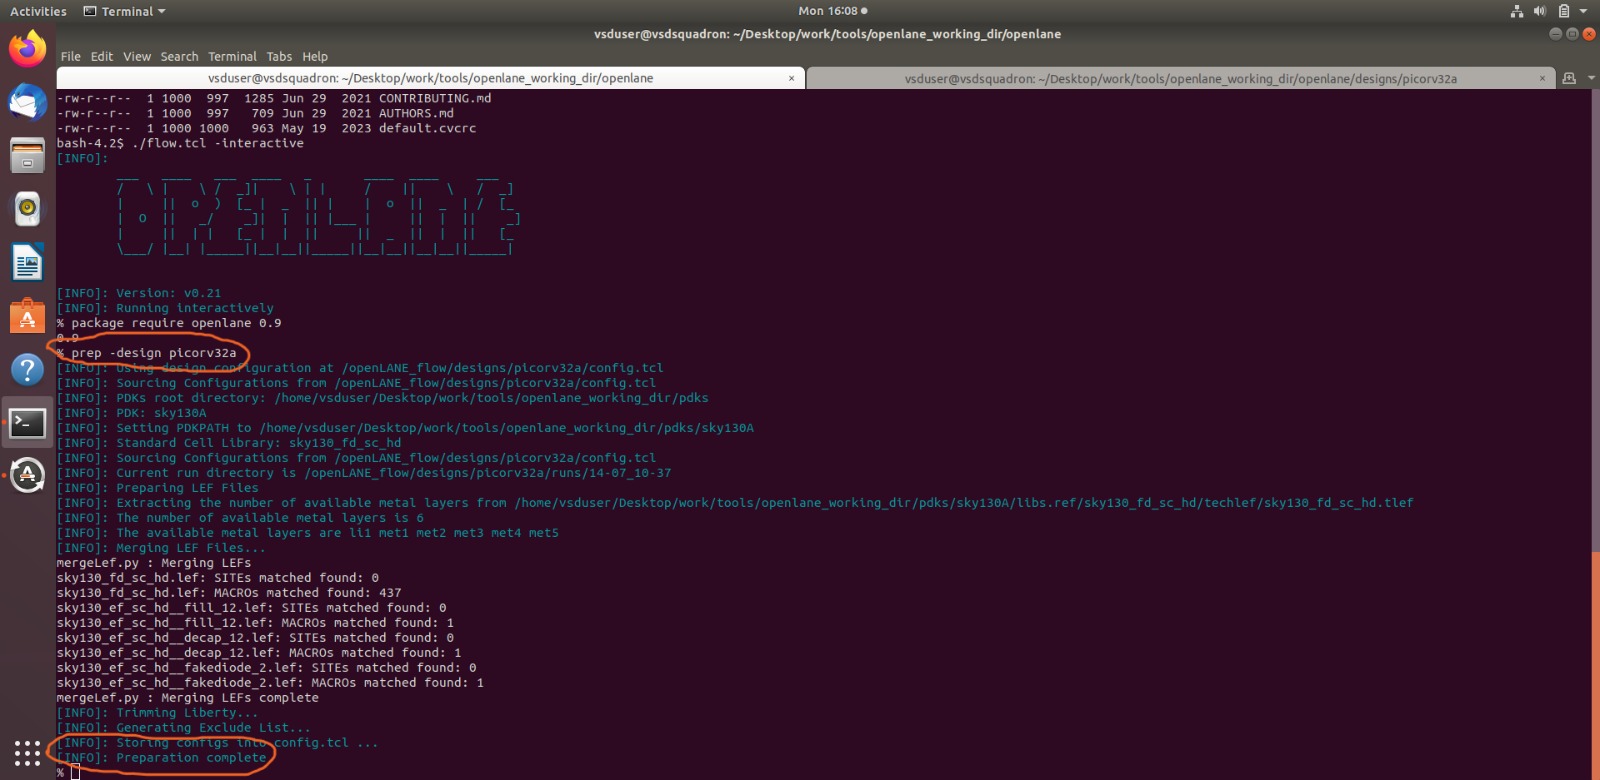 Activities Terminal Mon 16:08
vsduser@vsdsquadron: ~/Desktop/work/tools/openlane_working_dir/openlane
File Edit View Search Terminal Tabs Help
vsduser@vsdsquadron: ~/Desktop/work/tools/openlane_working_dir/openlane × vsduser@vsdsquadron: ~/Desktop/work/tools/openlane_working_dir/openlane/designs/picorv32a ×
-rw-r--r-- 1 1000 997 1285 Jun 29 2021 CONTRIBUTING.md
-rw-r--r-- 1 1000 997 709 Jun 29 2021 AUTHORS.md
-rw-r--r-- 1 1000 1000 963 May 19 2023 default.cvcrc
bash-4.2$ ./flow.tcl -interactive
[INFO]:
OPENLANE
[INFO]: Version: v0.21
[INFO]: Running interactively
% package require openlane 0.9
0.9
% prep -design picorv32a
[INFO]: Using design configuration at /openLANE_flow/designs/picorv32a/config.tcl
[INFO]: Sourcing Configurations from /openLANE_flow/designs/picorv32a/config.tcl
[INFO]: PDKs root directory: /home/vsduser/Desktop/work/tools/openlane_working_dir/pdks
[INFO]: PDK: sky130A
[INFO]: Setting PDKPATH to /home/vsduser/Desktop/work/tools/openlane_working_dir/pdks/sky130A
[INFO]: Standard Cell Library: sky130_fd_sc_hd
[INFO]: Sourcing Configurations from /openLANE_flow/designs/picorv32a/config.tcl
[INFO]: Current run directory is /openLANE_flow/designs/picorv32a/runs/14-07_10-37
[INFO]: Preparing LEF Files
[INFO]: Extracting the number of available metal layers from /home/vsduser/Desktop/work/tools/openlane_working_dir/pdks/sky130A/libs.ref/sky130_fd_sc_hd/techlef/sky130_fd_sc_hd.tlef
[INFO]: The number of available metal layers is 6
[INFO]: The available metal layers are li1 met1 met2 met3 met4 met5
[INFO]: Merging LEF Files...
mergeLef.py : Merging LEFs
sky130_fd_sc_hd.lef: SITEs matched found: 0
sky130_fd_sc_hd.lef: MACROs matched found: 437
sky130_ef_sc_hd__fill_12.lef: SITEs matched found: 0
sky130_ef_sc_hd__fill_12.lef: MACROs matched found: 1
sky130_ef_sc_hd__decap_12.lef: SITEs matched found: 0
sky130_ef_sc_hd__decap_12.lef: MACROs matched found: 1
sky130_ef_sc_hd__fakediode_2.lef: SITEs matched found: 0
sky130_ef_sc_hd__fakediode_2.lef: MACROs matched found: 1
mergeLef.py : Merging LEFs complete
[INFO]: Trimming Liberty...
[INFO]: Generating Exclude List...
[INFO]: Storing configs into config.tcl ...
[INFO]: Preparation complete
%